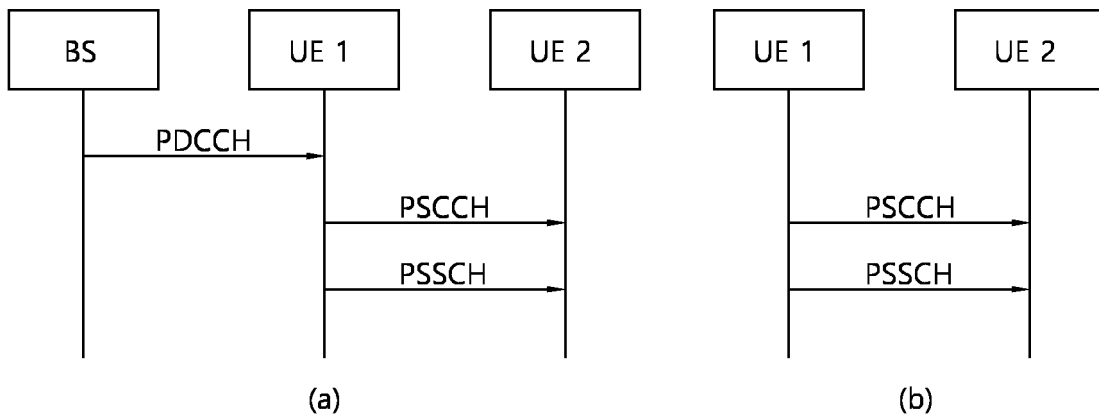 BS UE 1 UE 2 UE 1 UE 2
PDCCH
PSCCH PSCCH
PSSCH PSSCH
(a) (b)